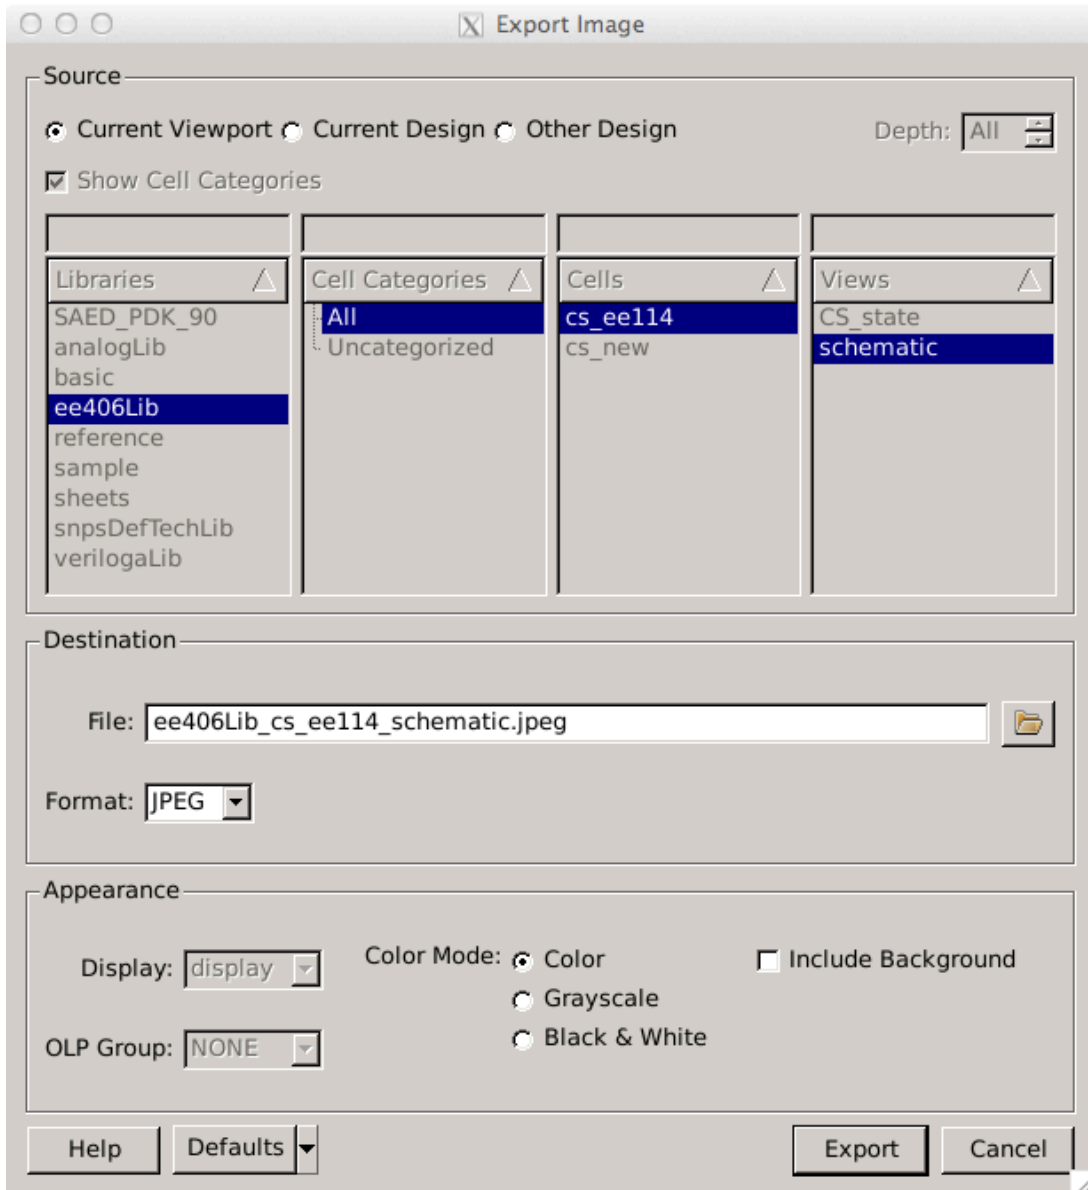 Export Image
Source
Current Viewport Current Design Other Design Depth: All
Show Cell Categories
Libraries Cell Categories Cells Views
SAED_PDK_90 All cs_ee114 CS_state
analogLib Uncategorized cs_new schematic
basic
ee406Lib
reference
sample
sheets
snpsDefTechLib
verilogaLib
Destination
File: ee406Lib_cs_ee114_schematic.jpeg
Format: JPEG
Appearance
Display: display Color Mode: Color Include Background
Grayscale
OLP Group: NONE Black & White
Help Defaults Export Cancel